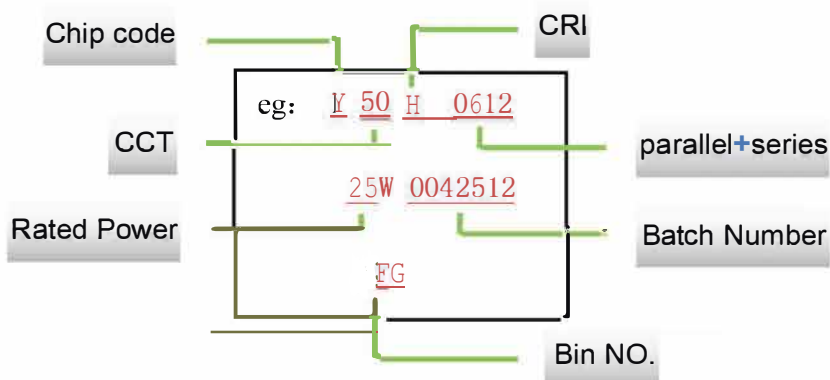 Chip code
CRI
eg: Y 50 H 0612
CCT
parallel+series
25W 0042512
Rated Power
Batch Number
FG
Bin NO.